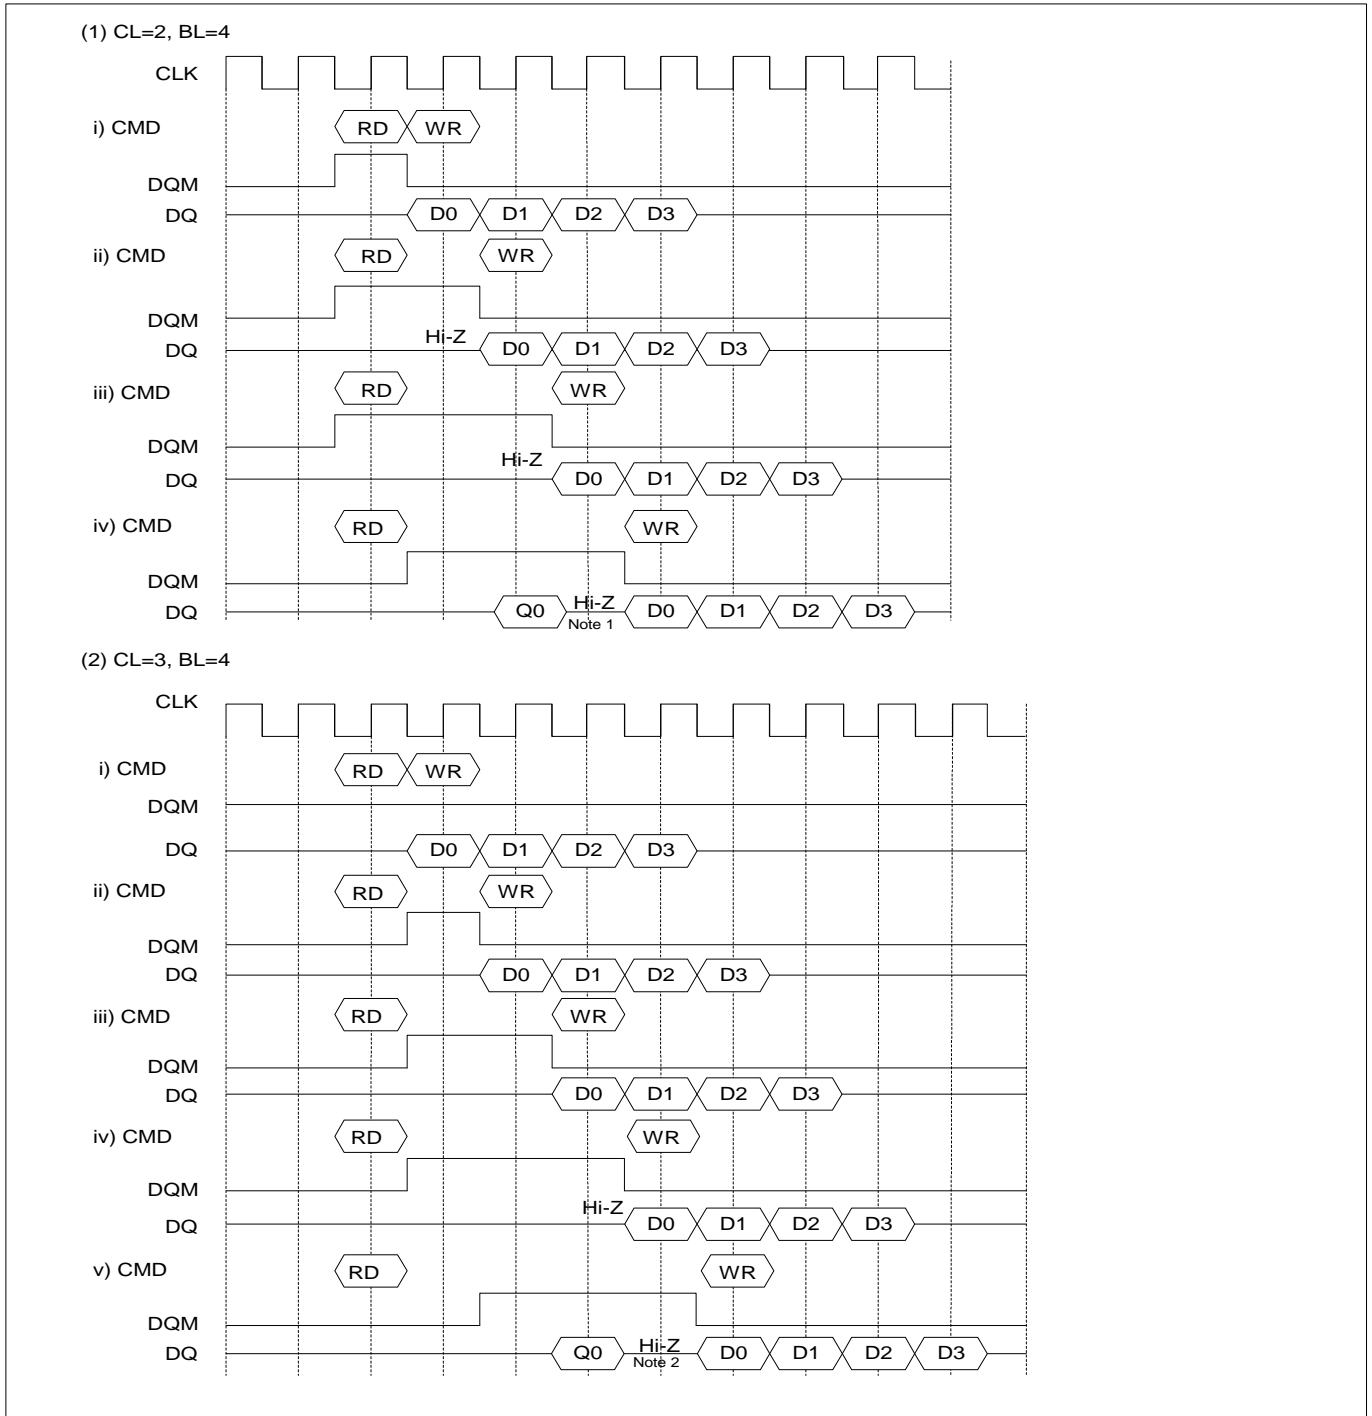 (1) CL=2, BL=4
CLK
i) CMD RD WR
DQM
DQ D0 D1 D2 D3
ii) CMD RD WR
DQM
Hi-Z
DQ D0 D1 D2 D3
iii) CMD RD WR
DQM
Hi-Z
DQ D0 D1 D2 D3
iv) CMD RD WR
DQM
DQ Q0 Hi-Z D0 D1 D2 D3
Note 1
(2) CL=3, BL=4
CLK
i) CMD RD WR
DQM
DQ D0 D1 D2 D3
ii) CMD RD WR
DQM
DQ D0 D1 D2 D3
iii) CMD RD WR
DQM
DQ D0 D1 D2 D3
iv) CMD RD WR
DQM
Hi-Z
DQ D0 D1 D2 D3
v) CMD RD WR
DQM
DQ Q0 Hi-Z D0 D1 D2 D3
Note 2